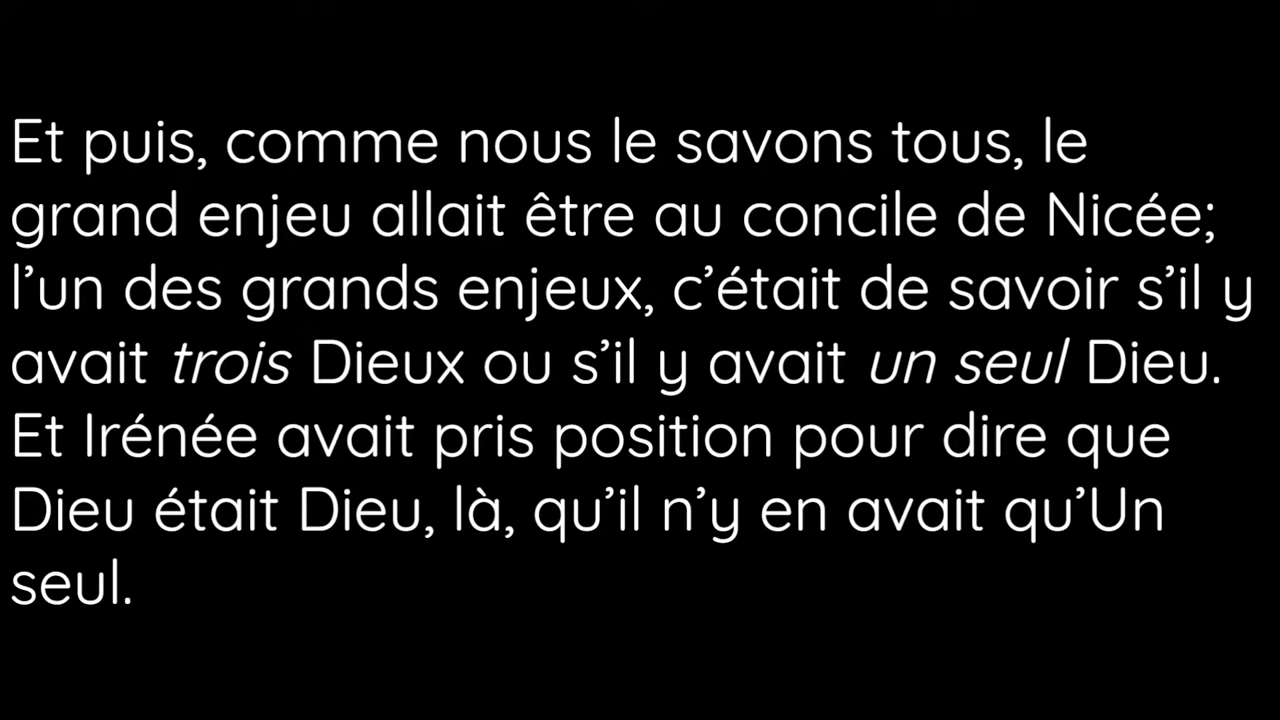 Et puis, comme nous le savons tous, le
grand enjeu allait être au concile de Nicée;
l’un des grands enjeux, c’était de savoir s’il y
avait trois Dieux ou s’il y avait un seul Dieu.
Et Irénée avait pris position pour dire que
Dieu était Dieu, là, qu’il n’y en avait qu’Un
seul.